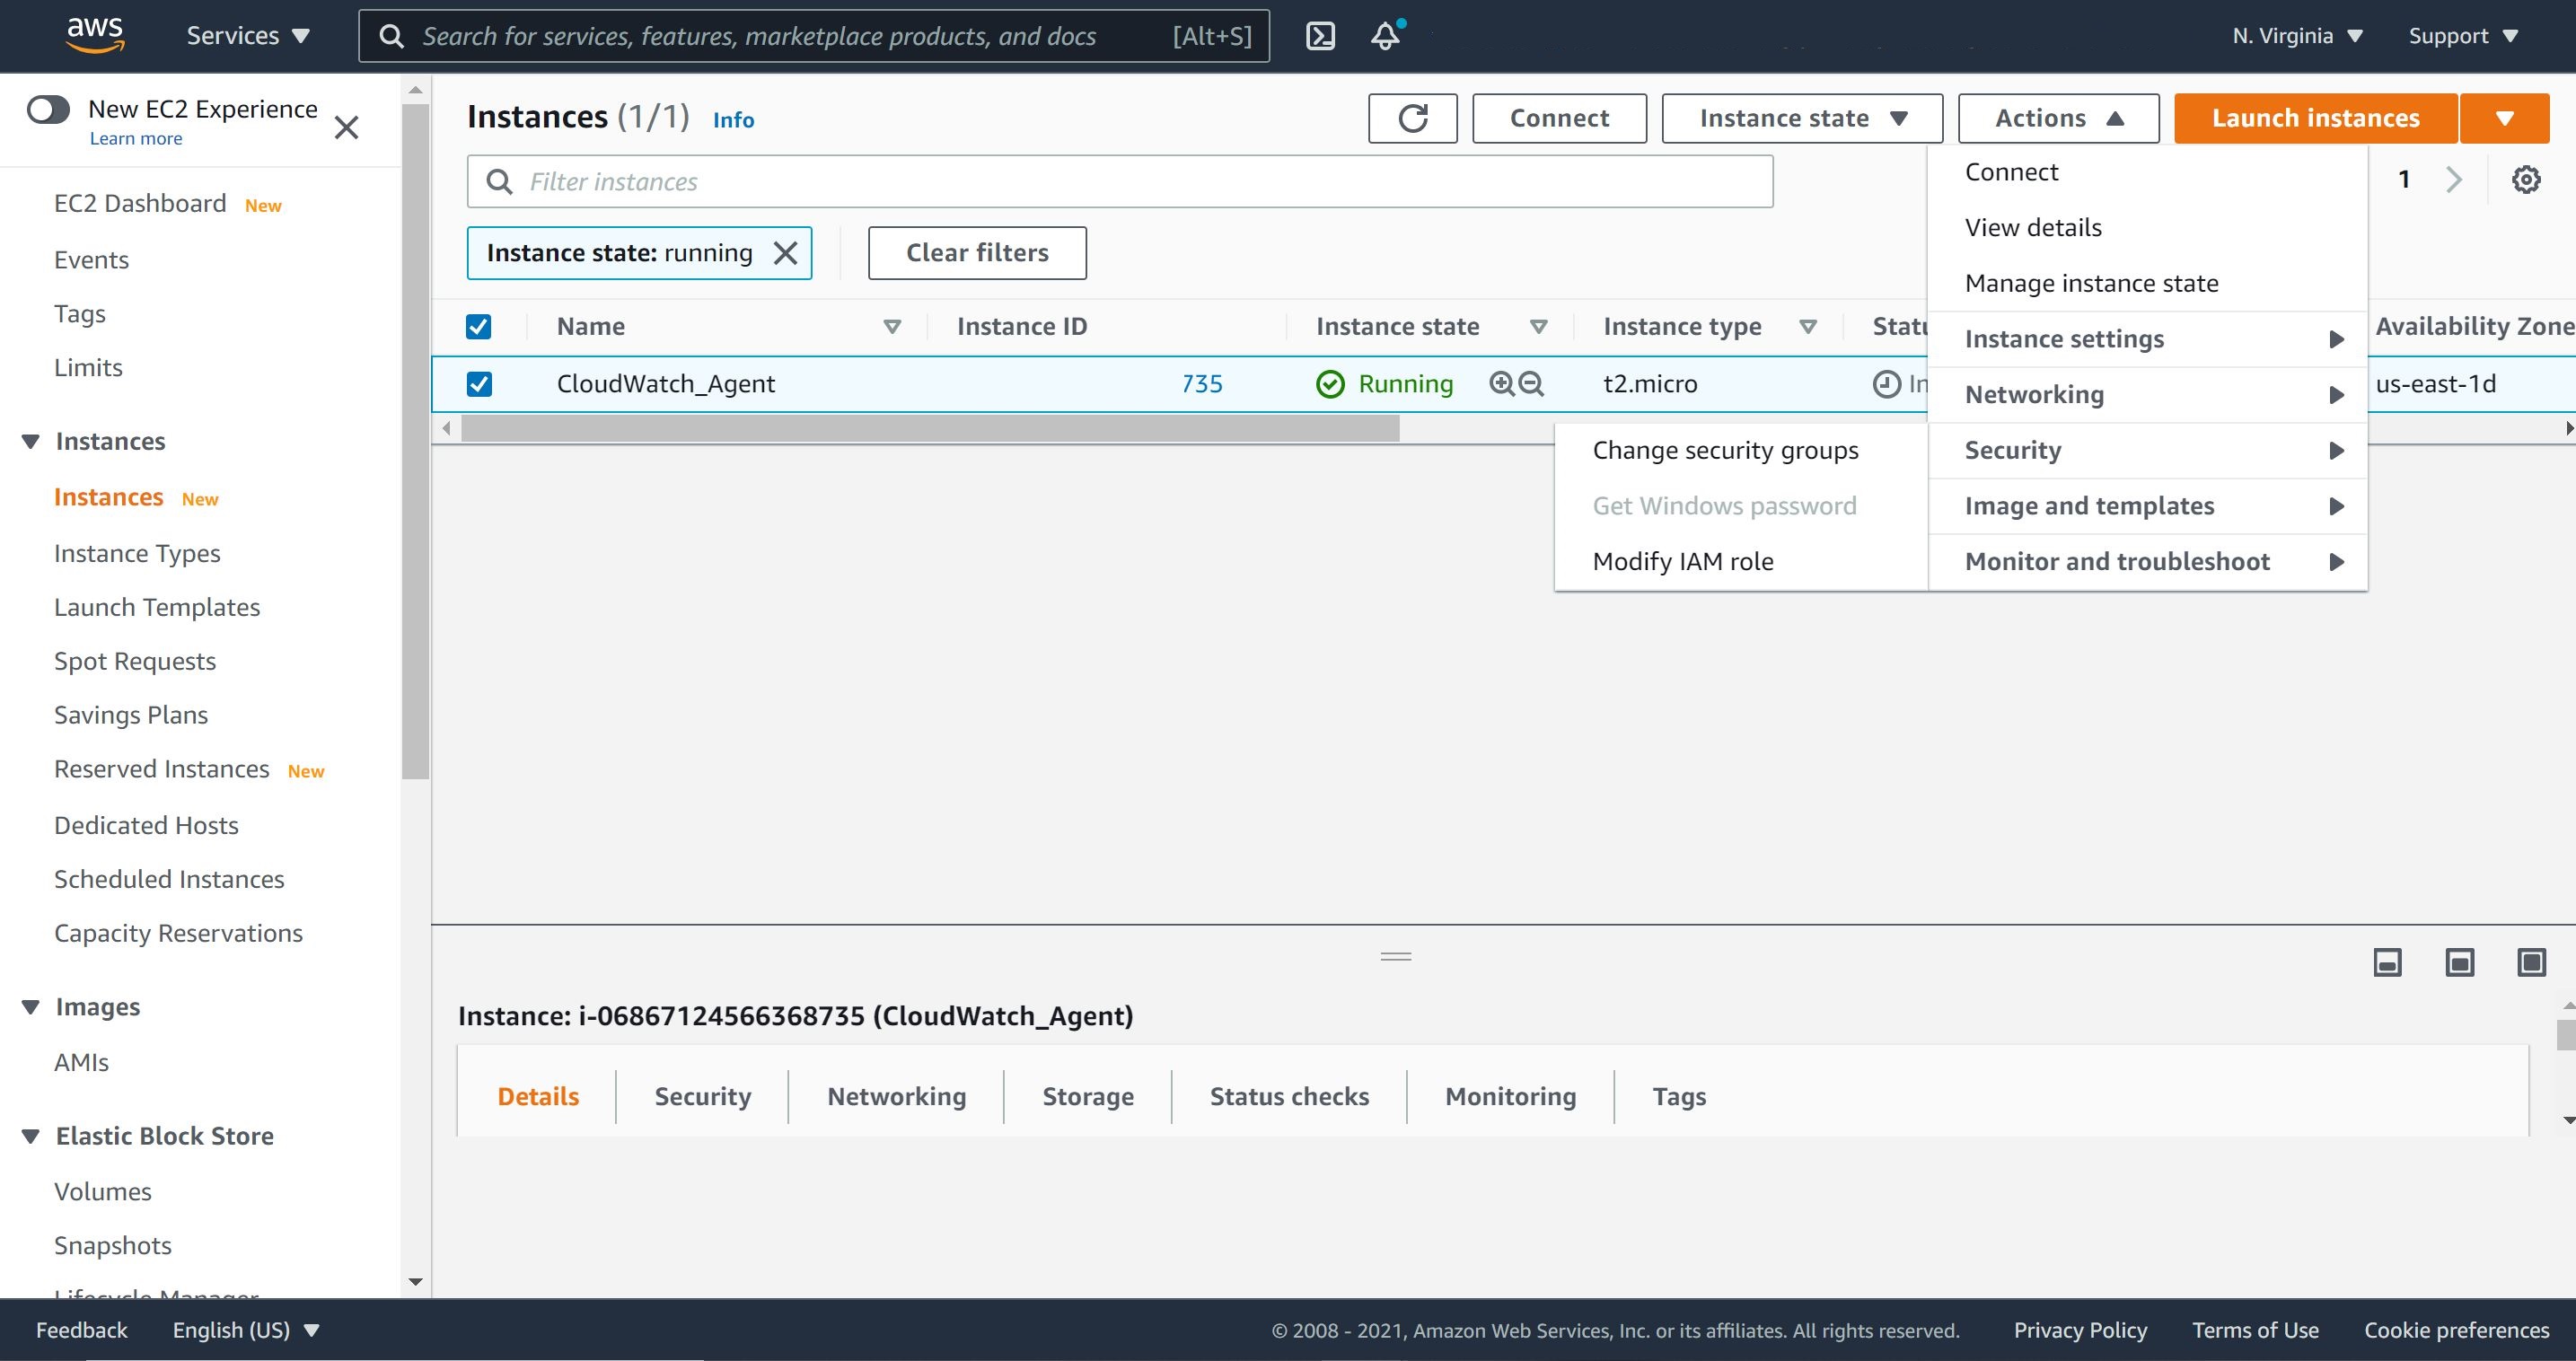 aws Services Search for services, features, marketplace products, and docs [Alt+S] N. Virginia Support
New EC2 Experience
Learn more
EC2 Dashboard New
Events
Tags
Limits
Instances
Instances New
Instance Types
Launch Templates
Spot Requests
Savings Plans
Reserved Instances New
Dedicated Hosts
Scheduled Instances
Capacity Reservations
Images
AMIs
Elastic Block Store
Volumes
Snapshots
Lifecycle Manager
Instances (1/1) Info Connect Instance state Actions Launch instances
Filter instances
1
Instance state: running Clear filters
Name Instance ID Instance state Instance type Statu Availability Zone
CloudWatch_Agent 735 Running t2.micro In us-east-1d
Connect
View details
Manage instance state
Instance settings
Networking
Security
Image and templates
Monitor and troubleshoot
Change security groups
Get Windows password
Modify IAM role
Instance: i-06867124566368735 (CloudWatch_Agent)
Details Security Networking Storage Status checks Monitoring Tags
Feedback English (US) © 2008 - 2021, Amazon Web Services, Inc. or its affiliates. All rights reserved. Privacy Policy Terms of Use Cookie preferences